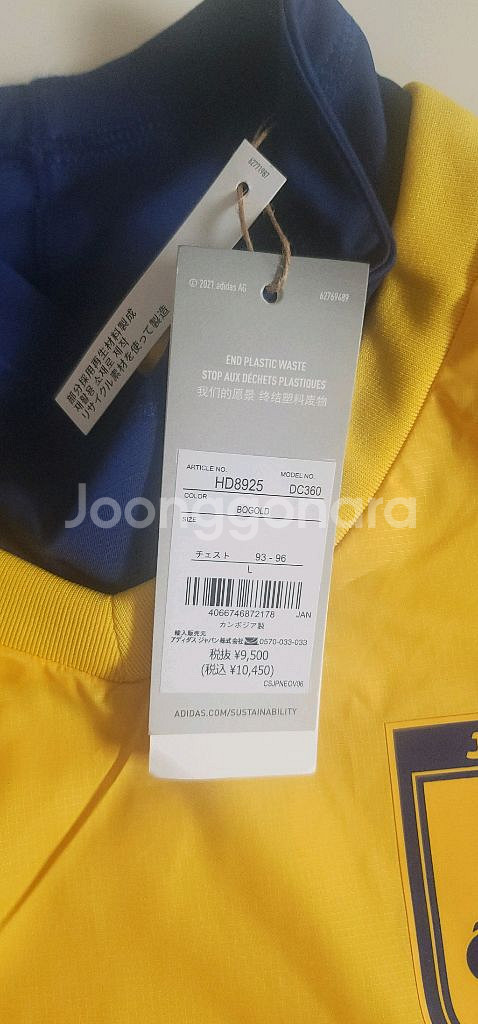 62771987
部分採用再生材料製成
재활용 소재로 제작
リサイクル素材を使って製造
© 2021 adidas AG
62769489
END PLASTIC WASTE
STOP AUX DÉCHETS PLASTIQUES
我们的愿景 终结塑料废物
ARTICLE NO.
MODEL NO.
HD8925
DC360
COLOR
BOGOLD
SIZE
チェスト 93 - 96
L
4066746872178 JAN
カンボジア製
輸入販売元
アディダス ジャパン株式会社 0570-033-033
税抜 ¥9,500
(税込 ¥10,450)
CSJPNEOV06
ADIDAS.COM/SUSTAINABILITY
Joonggonara
J